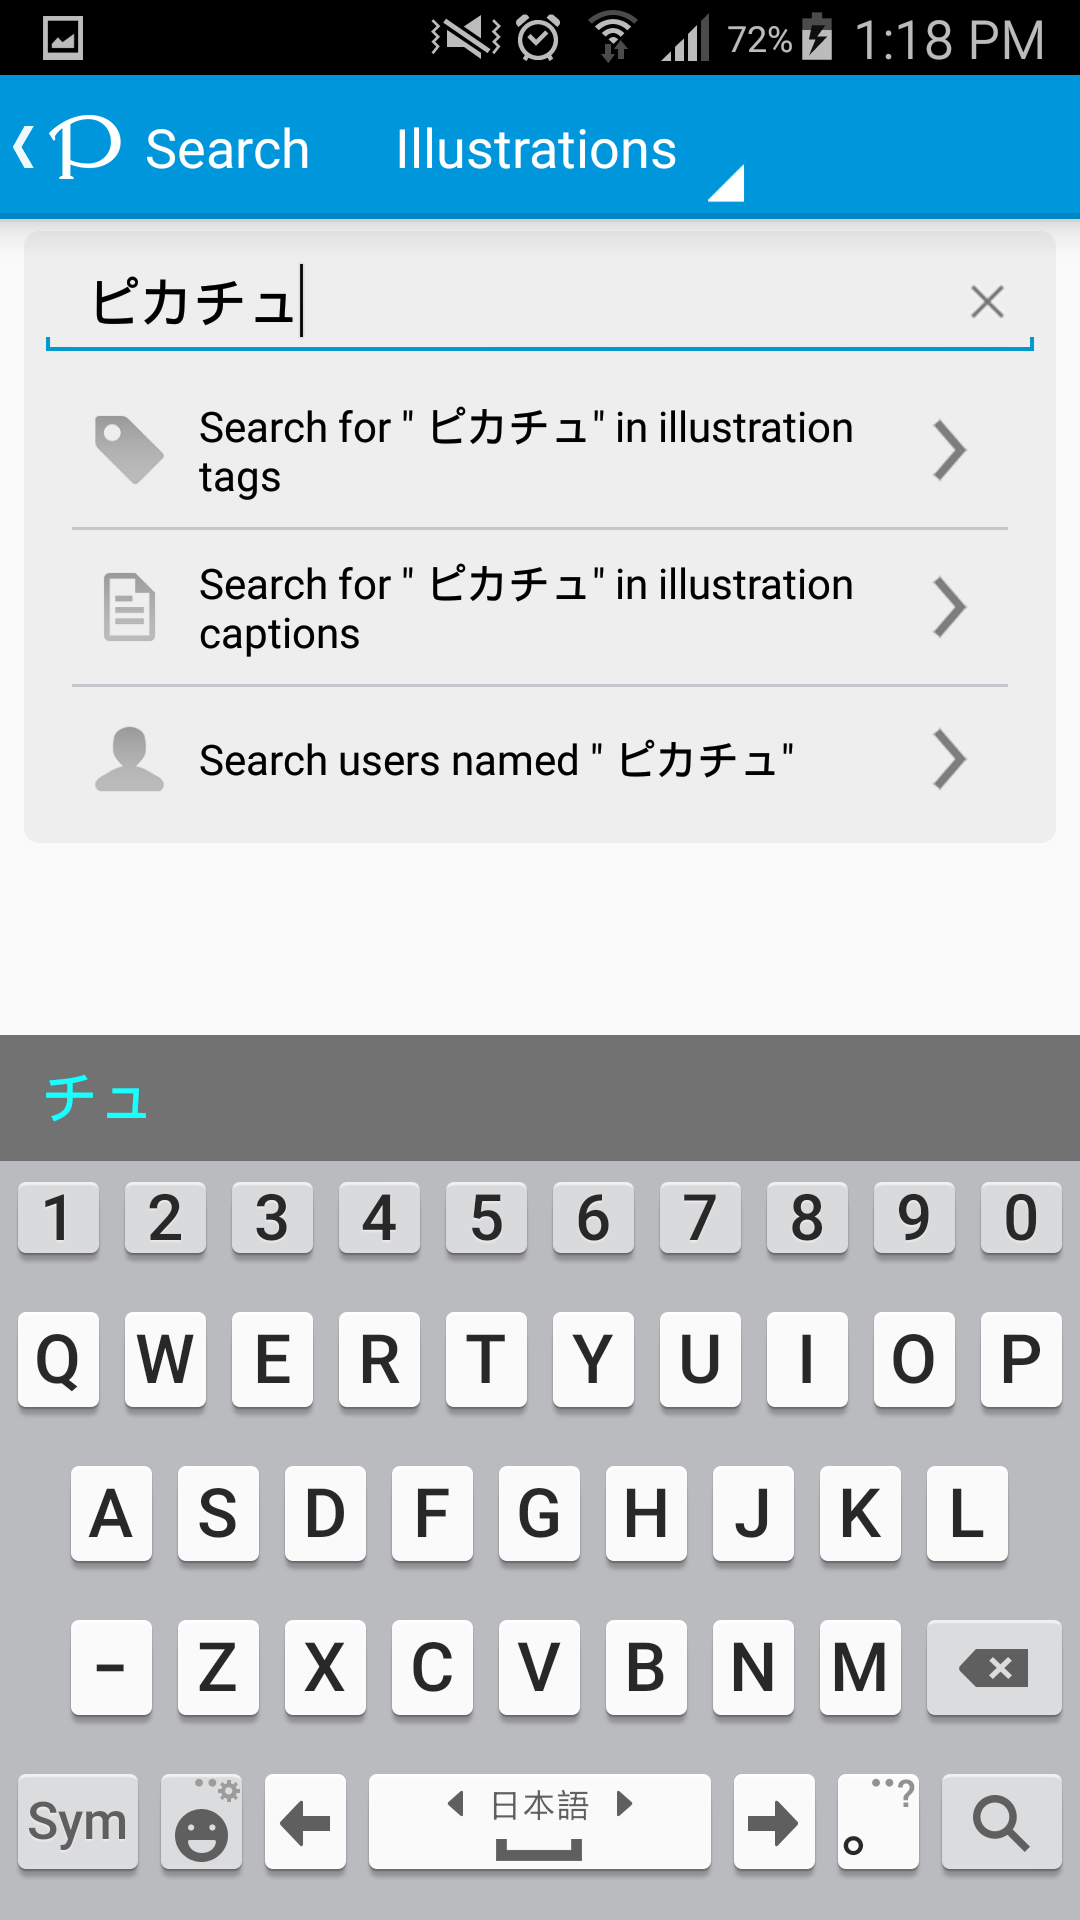 72% 1:18 PM
Search Illustrations
ピカチュ
Search for " ピカチュ" in illustration
tags
Search for " ピカチュ" in illustration
captions
Search users named " ピカチュ"
チュ
1 2 3 4 5 6 7 8 9 0
Q W E R T Y U I O P
A S D F G H J K L
- Z X C V B N M
Sym 日本語 。 ?